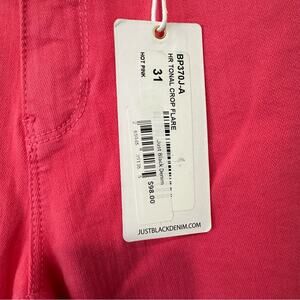 BP370J-A
HR TONAL CROP FLARE
31
HOT PINK
Just Black Denim
$98.00
JUSTBLACKDENIM.COM